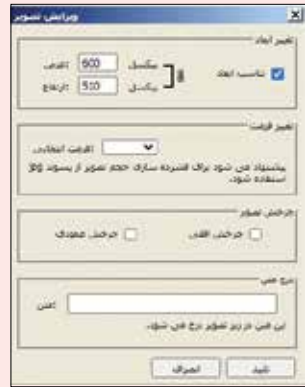 ویرایش تصویر
تغییر ابعاد
تناسب ابعاد
عرض: 600 پیکسل
ارتفاع: 510 پیکسل
تغییر فرمت
فرمت انتخابی:
پیشنهاد می شود برای فشرده سازی حجم تصویر از پسوند jpg
استفاده شود.
چرخش تصویر
چرخش افقی
چرخش عمودی
درج متن
متن:
این متن در زیر تصویر درج می شود.
تایید
انصراف